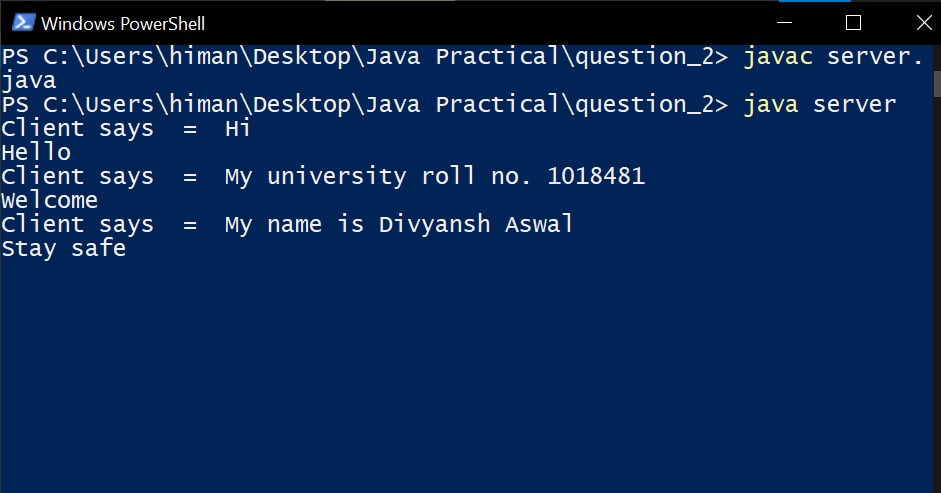 Windows PowerShell
PS C:\Users\himan\Desktop\Java Practical\question_2> javac server.
java
PS C:\Users\himan\Desktop\Java Practical\question_2> java server
Client says  =  Hi
Hello
Client says  =  My university roll no. 1018481
Welcome
Client says  =  My name is Divyansh Aswal
Stay safe